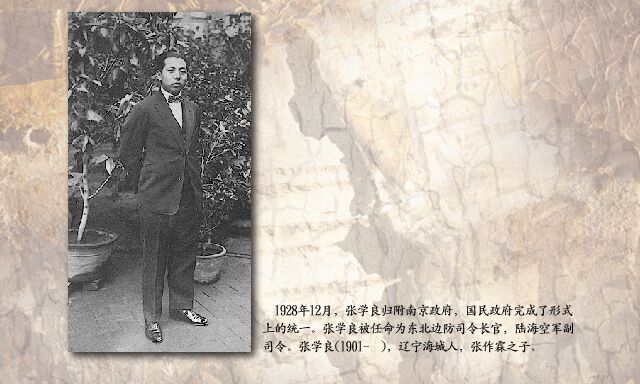 1928年12月，张学良归附南京政府，国民政府完成了形式
上的统一。张学良被任命为东北边防司令长官，陆海空军副
司令。张学良(1901- )，辽宁海城人，张作霖之子。